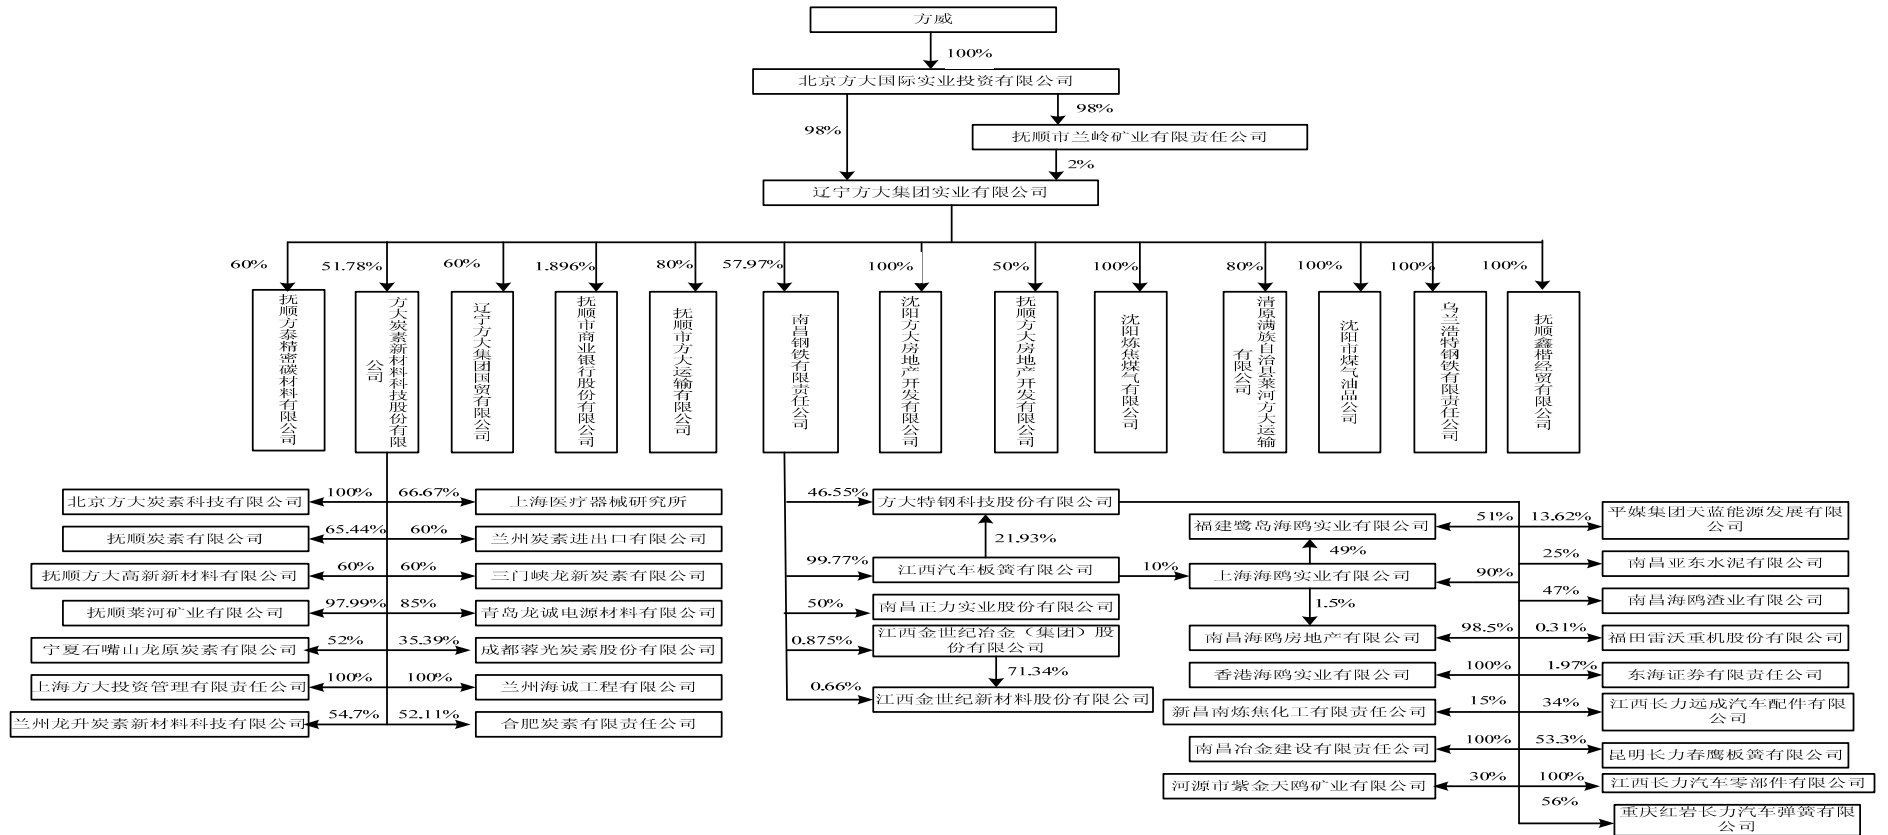 方威
100%
北京方大国际实业投资有限公司
98%
98%
抚顺市兰岭矿业有限责任公司
2%
辽宁方大集团实业有限公司
60%
51.78%
60%
1.896%
80%
57.97%
100%
50%
100%
80%
100%
100%
100%
抚顺方泰精密碳材料有限公司
方大炭素新材料科技股份有限
公司
辽宁方大集团国贸有限公司
抚顺市商业银行股份有限公司
抚顺市方大运输有限公司
南昌钢铁有限责任公司
沈阳方大房地产开发有限公司
抚顺方大房地产开发有限公司
沈阳炼焦煤气有限公司
清原满族自治县莱河方大运输
有限公司
沈阳市煤气油品公司
乌兰浩特钢铁有限责任公司
抚顺鑫楷经贸有限公司
北京方大炭素科技有限公司
100%
66.67%
上海医疗器械研究所
抚顺炭素有限公司
65.44%
60%
兰州炭素进出口有限公司
抚顺方大高新新材料有限公司
60%
60%
三门峡龙新炭素有限公司
抚顺莱河矿业有限公司
97.99%
85%
青岛龙诚电源材料有限公司
宁夏石嘴山龙原炭素有限公司
52%
35.39%
成都蓉光炭素股份有限公司
上海方大投资管理有限责任公司
100%
100%
兰州海诚工程有限公司
兰州龙升炭素新材料科技有限公司
54.7%
52.11%
合肥炭素有限责任公司
46.55%
方大特钢科技股份有限公司
21.93%
99.77%
江西汽车板簧有限公司
10%
50%
南昌正力实业股份有限公司
0.875%
江西金世纪冶金（集团）股
份有限公司
71.34%
0.66%
江西金世纪新材料股份有限公司
福建鹭岛海鸥实业有限公司
51%
13.62%
平媒集团天蓝能源发展有限
公司
49%
25%
南昌亚东水泥有限公司
上海海鸥实业有限公司
90%
1.5%
47%
南昌海鸥渣业有限公司
南昌海鸥房地产有限公司
98.5%
0.31%
福田雷沃重机股份有限公司
香港海鸥实业有限公司
100%
1.97%
东海证券有限责任公司
新昌南炼焦化工有限责任公司
15%
34%
江西长力远成汽车配件有限
公司
南昌冶金建设有限责任公司
100%
53.3%
昆明长力春鹰板簧有限公司
河源市紫金天鸥矿业有限公司
30%
100%
江西长力汽车零部件有限公司
56%
重庆红岩长力汽车弹簧有限
公司